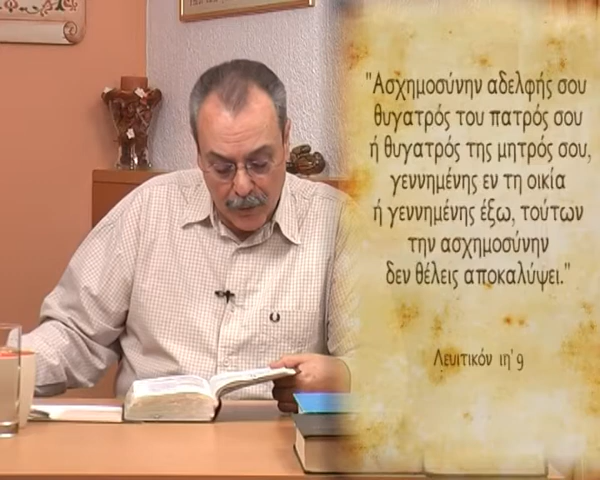 "Ασχημοσύνην αδελφής σου
θυγατρός του πατρός σου
ή θυγατρός της μητρός σου,
γεννημένης εν τη οικία
ή γεννημένης έξω, τούτων
την ασχημοσύνην
δεν θέλεις αποκαλύψει."
Λευιτικόν ιη' 9